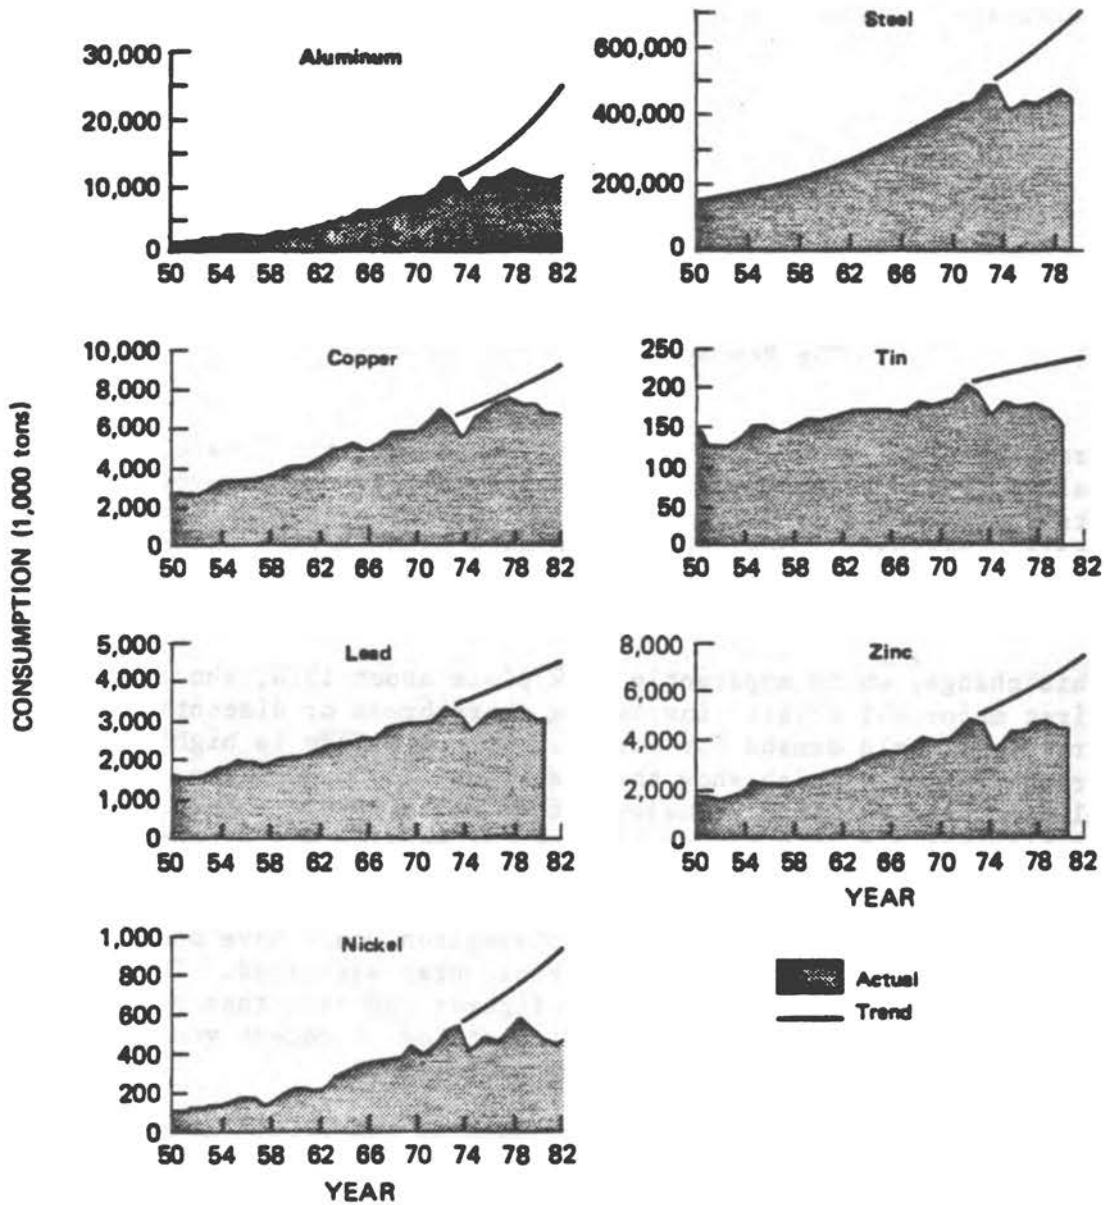 Aluminum
30,000
20,000
10,000
0
50 54 58 62 66 70 74 78 82
Steel
600,000
400,000
200,000
0
50 54 58 62 66 70 74 78
CONSUMPTION (1,000 tons)
Copper
10,000
8,000
6,000
4,000
2,000
0
50 54 58 62 66 70 74 78 82
Tin
250
200
150
100
50
0
50 54 58 62 66 70 74 78 82
Lead
5,000
4,000
3,000
2,000
1,000
0
50 54 58 62 66 70 74 78 82
Zinc
8,000
6,000
4,000
2,000
0
50 54 58 62 66 70 74 78 82
YEAR
Nickel
1,000
800
600
400
200
0
50 54 58 62 66 70 74 78 82
YEAR
Actual
Trend